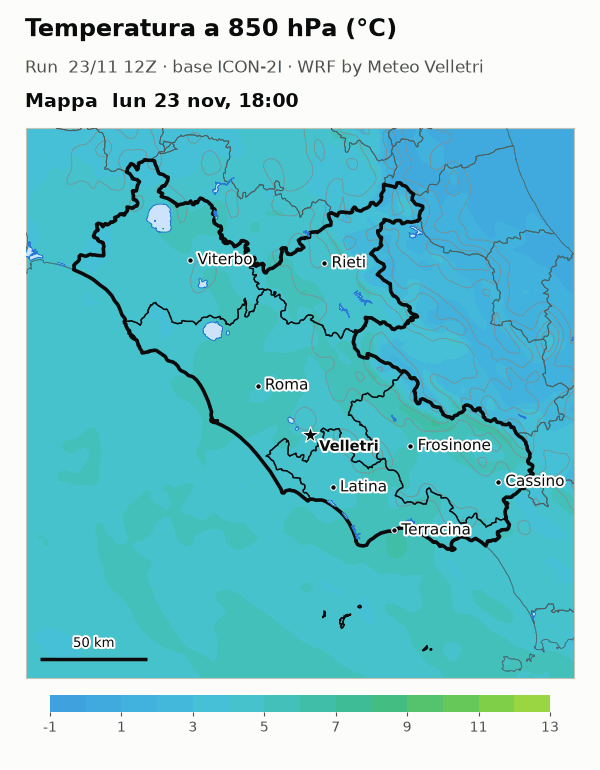 Temperatura a 850 hPa (°C)
Run  23/11 12Z · base ICON-2I · WRF by Meteo Velletri
Mappa  lun 23 nov, 18:00
Viterbo
Rieti
Roma
Velletri
Frosinone
Latina
Cassino
Terracina
50 km
-1 1 3 5 7 9 11 13